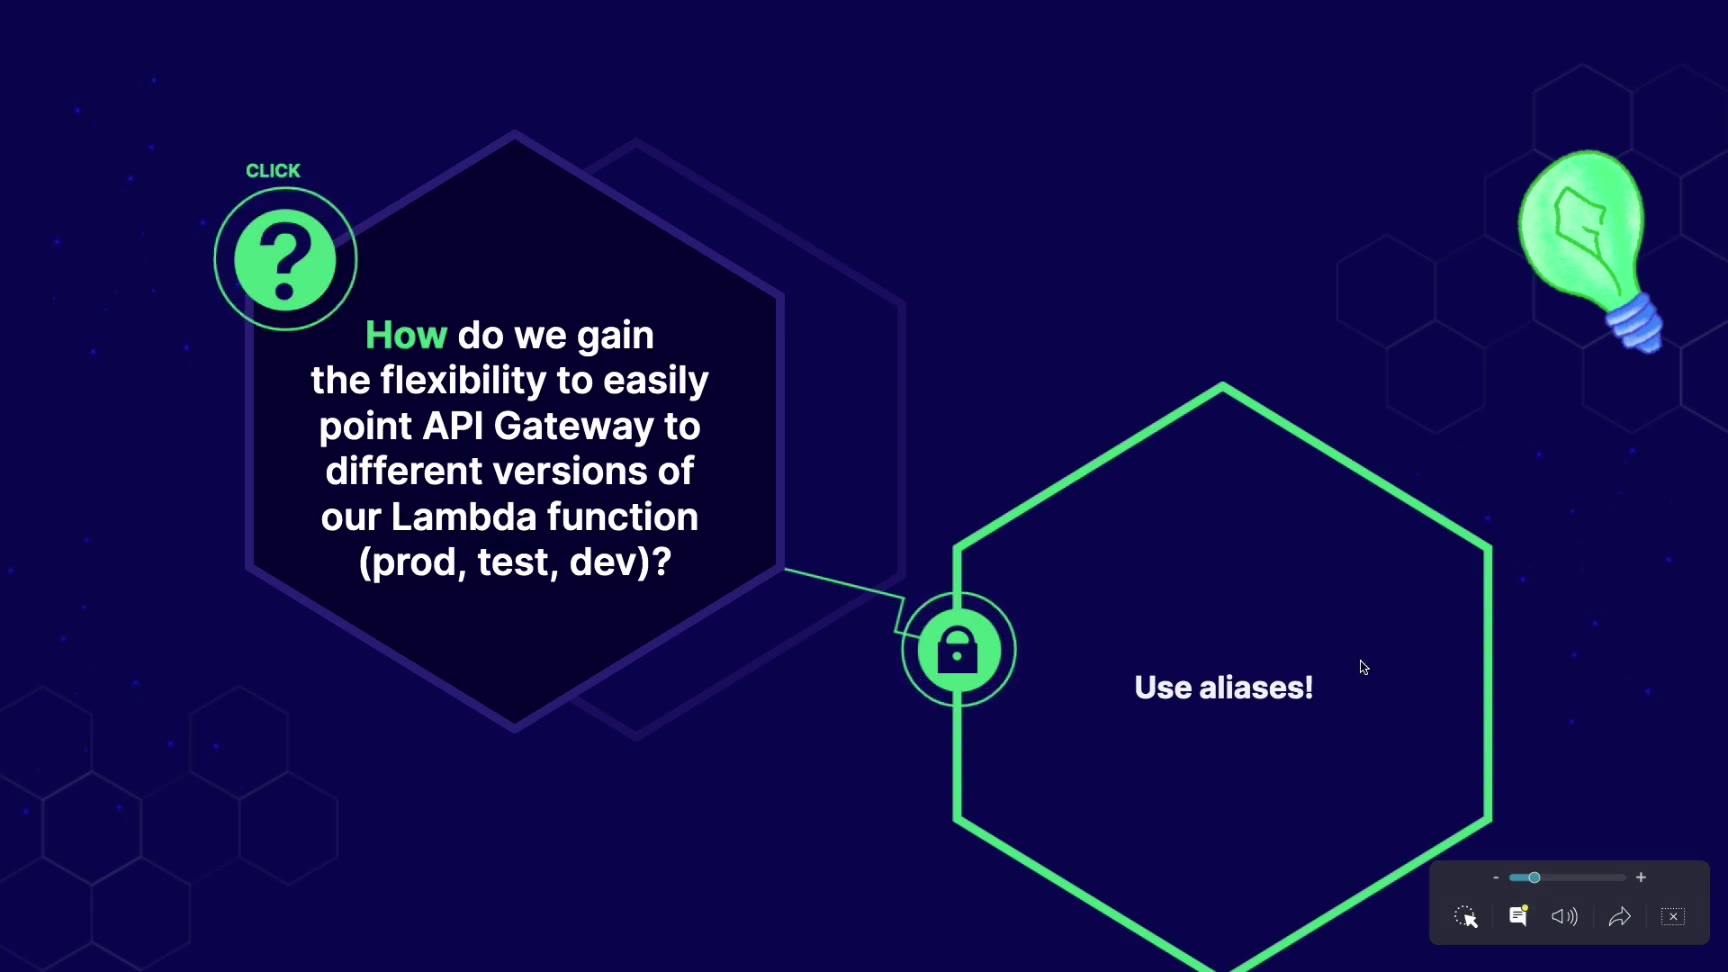 CLICK
?
How do we gain
the flexibility to easily
point API Gateway to
different versions of
our Lambda function
(prod, test, dev)?
Use aliases!
- +